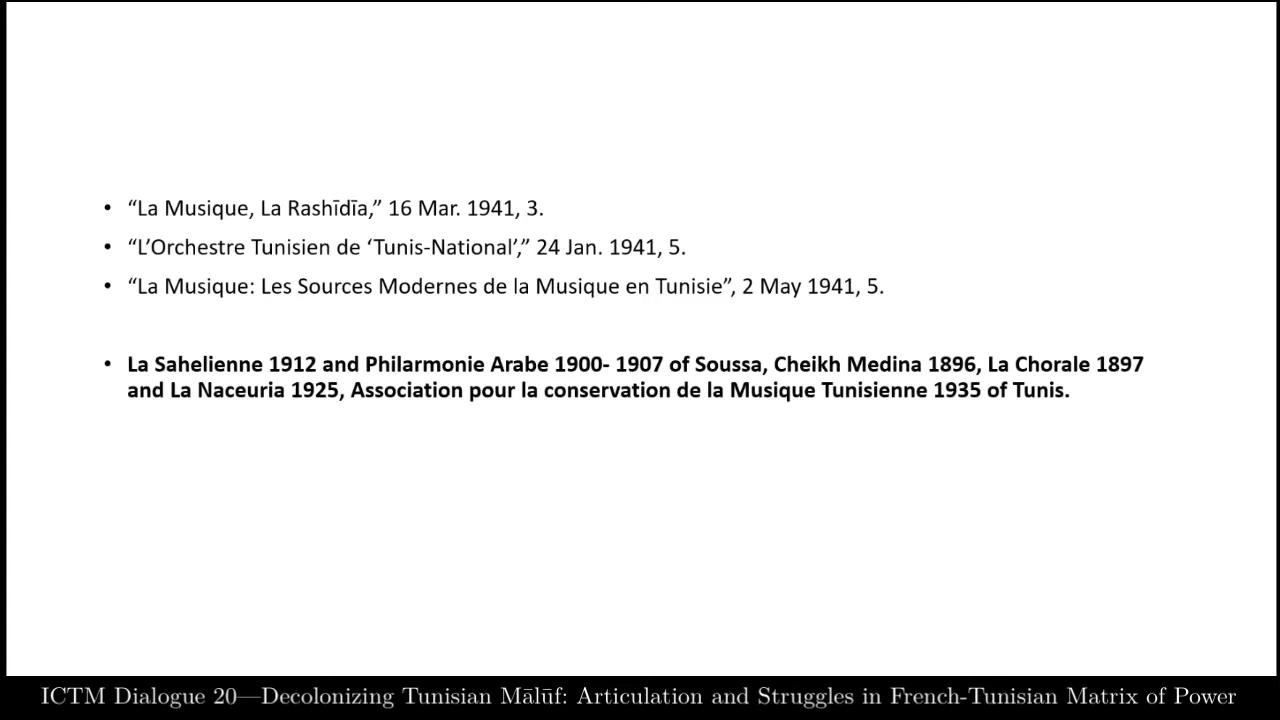 • “La Musique, La Rashīdīa,” 16 Mar. 1941, 3.
• “L’Orchestre Tunisien de ‘Tunis-National’,” 24 Jan. 1941, 5.
• “La Musique: Les Sources Modernes de la Musique en Tunisie”, 2 May 1941, 5.
• La Sahelienne 1912 and Philarmonie Arabe 1900- 1907 of Soussa, Cheikh Medina 1896, La Chorale 1897
and La Naceuria 1925, Association pour la conservation de la Musique Tunisienne 1935 of Tunis.
ICTM Dialogue 20—Decolonizing Tunisian Mālūf: Articulation and Struggles in French-Tunisian Matrix of Power